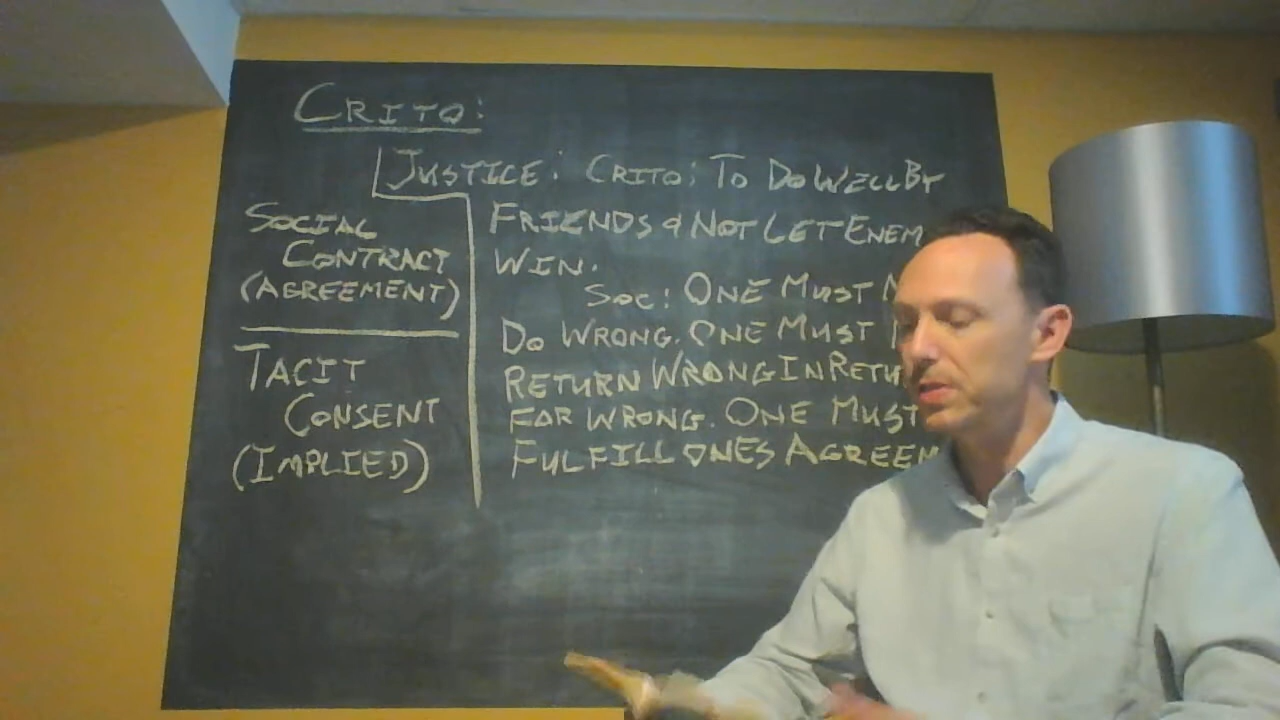 CRITO:
JUSTICE: CRITO: TO DO WELL BY
FRIENDS & NOT LET ENEM
WIN.
SOC: ONE MUST
DO WRONG. ONE MUST
RETURN WRONG IN RETU
FOR WRONG. ONE MUST
FULFILL ONES AGREEM
SOCIAL
CONTRACT
(AGREEMENT)
TACIT
CONSENT
(IMPLIED)